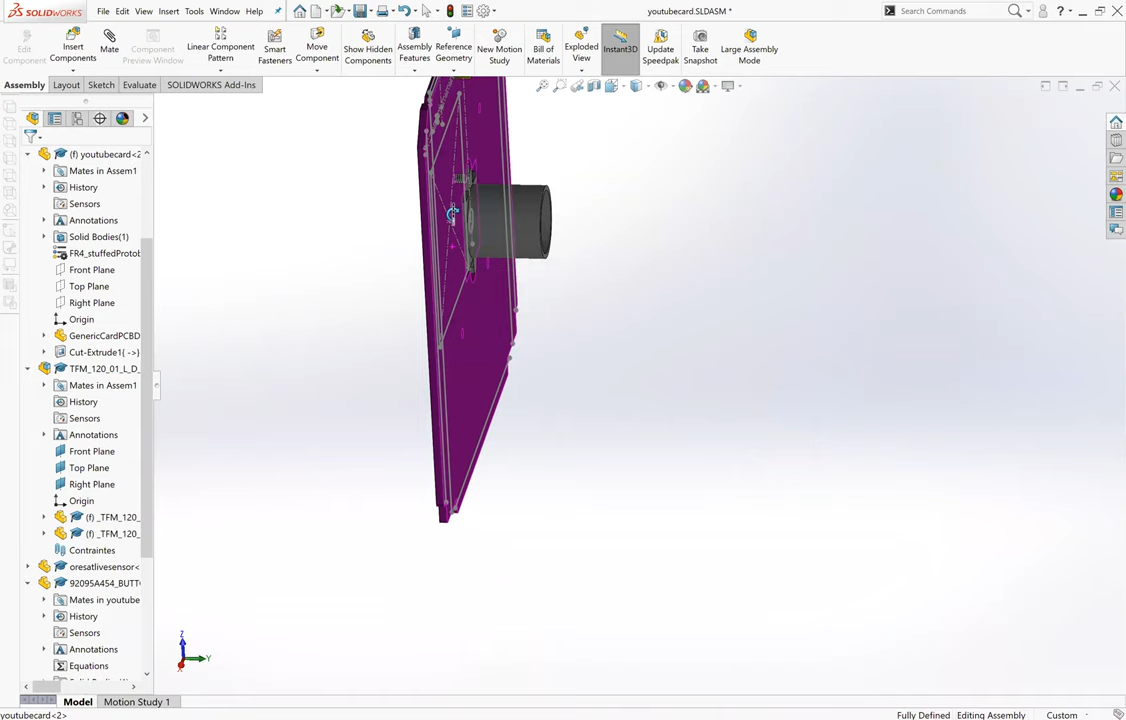 SOLIDWORKS File Edit View Insert Tools Window Help youtubecard.SLDASM * Search Commands
Edit Component
Insert Components
Mate
Component Preview Window
Linear Component Pattern
Smart Fasteners
Move Component
Show Hidden Components
Assembly Features
Reference Geometry
New Motion Study
Bill of Materials
Exploded View
Instant3D
Update Speedpak
Take Snapshot
Large Assembly Mode
Assembly Layout Sketch Evaluate SOLIDWORKS Add-Ins
(f) youtubecard<2
Mates in Assem1
History
Sensors
Annotations
Solid Bodies(1)
FR4_stuffedProtob
Front Plane
Top Plane
Right Plane
Origin
GenericCardPCBD
Cut-Extrude1( ->)
TFM_120_01_L_D_
Mates in Assem1
History
Sensors
Annotations
Front Plane
Top Plane
Right Plane
Origin
(f) _TFM_120_
(f) _TFM_120_
Contraintes
oresatlivesensor<
92095A454_BUTT
Mates in youtube
History
Sensors
Annotations
Equations
Z
Y
X
Model Motion Study 1
youtubecard<2> Fully Defined Editing Assembly Custom